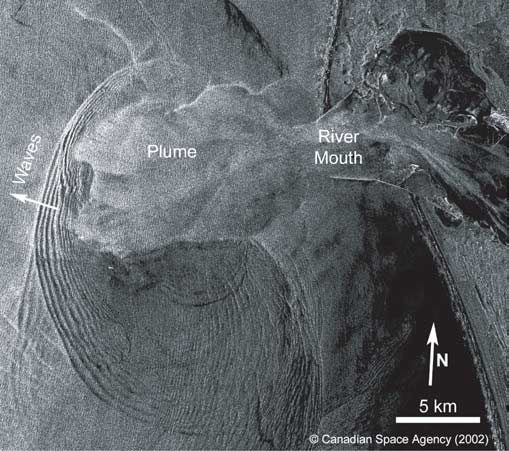 River
Mouth
Plume
Waves
N
5 km
© Canadian Space Agency (2002)